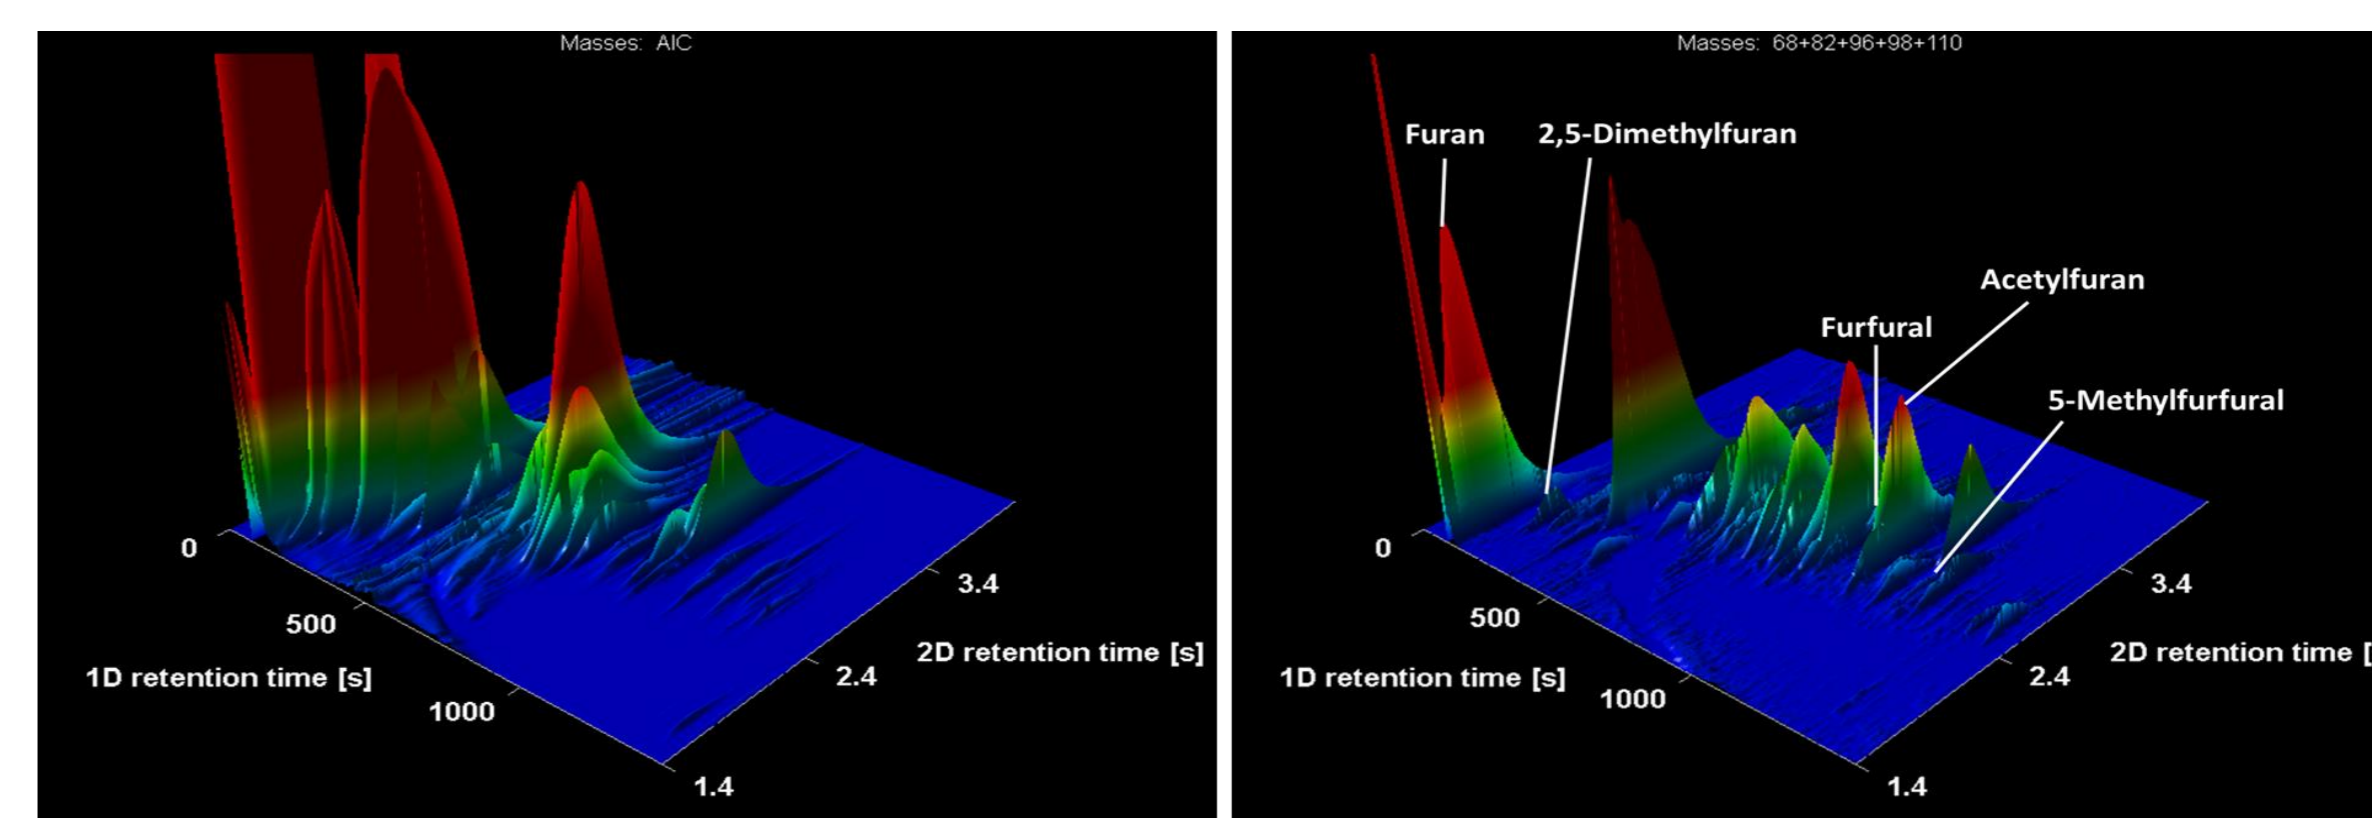 Masses: AIC
0
500
1D retention time [s]
1000
1.4
2.4
2D retention time [s]
3.4
Masses: 68+82+96+98+110
Furan
2,5-Dimethylfuran
Acetylfuran
Furfural
5-Methylfurfural
0
500
1D retention time [s]
1000
1.4
2.4
2D retention time [
3.4